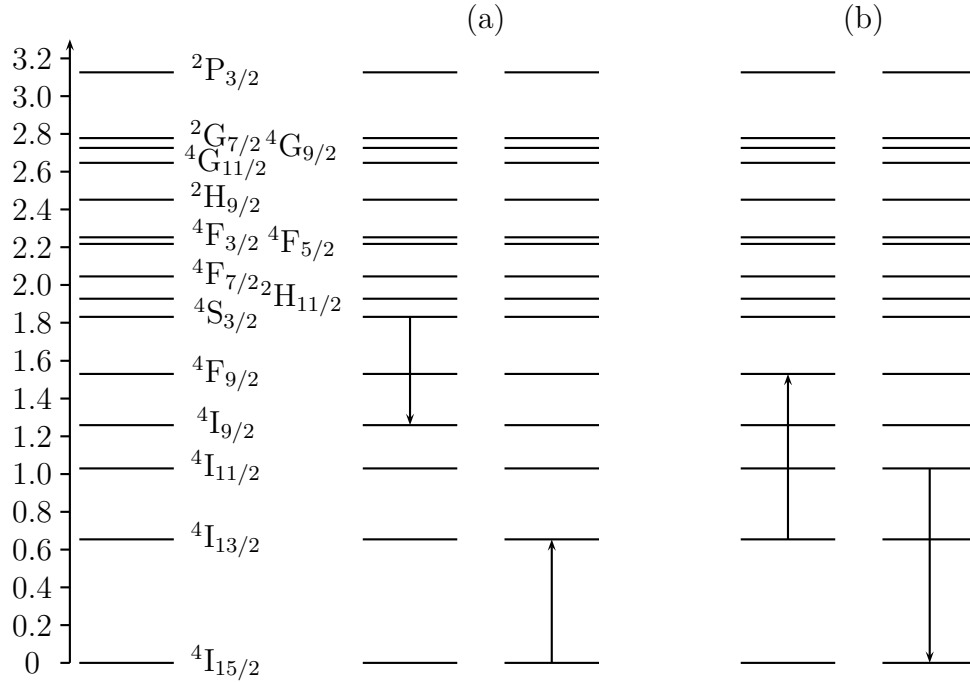 (a) (b)
3.2 ²P₃/₂
3.0
2.8 ²G₇/₂ ⁴G₉/₂
⁴G₁₁/₂
2.6
2.4 ²H₉/₂
2.2 ⁴F₃/₂ ⁴F₅/₂
2.0 ⁴F₇/₂ ²H₁₁/₂
1.8 ⁴S₃/₂
1.6 ⁴F₉/₂
1.4
1.2 ⁴I₉/₂
1.0 ⁴I₁₁/₂
0.8
0.6 ⁴I₁₃/₂
0.4
0.2
0 ⁴I₁₅/₂